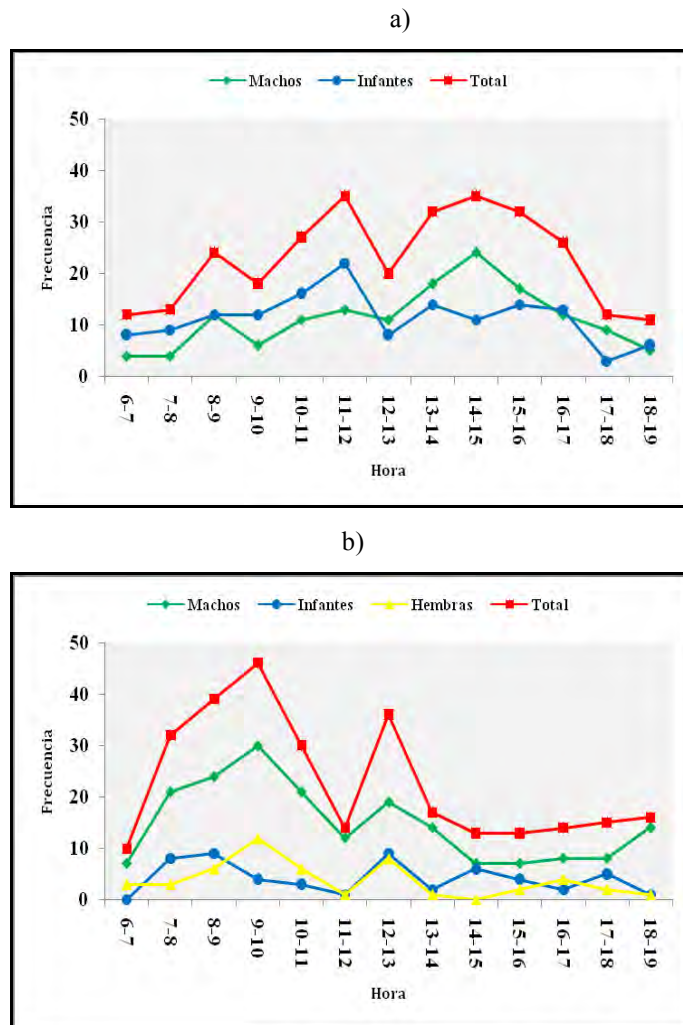 a)
Machos Infantes Total
50
40
30
20
10
0
Frecuencia
6-7 7-8 8-9 9-10 10-11 11-12 12-13 13-14 14-15 15-16 16-17 17-18 18-19
Hora
b)
Machos Infantes Hembras Total
50
40
30
20
10
0
Frecuencia
6-7 7-8 8-9 9-10 10-11 11-12 12-13 13-14 14-15 15-16 16-17 17-18 18-19
Hora